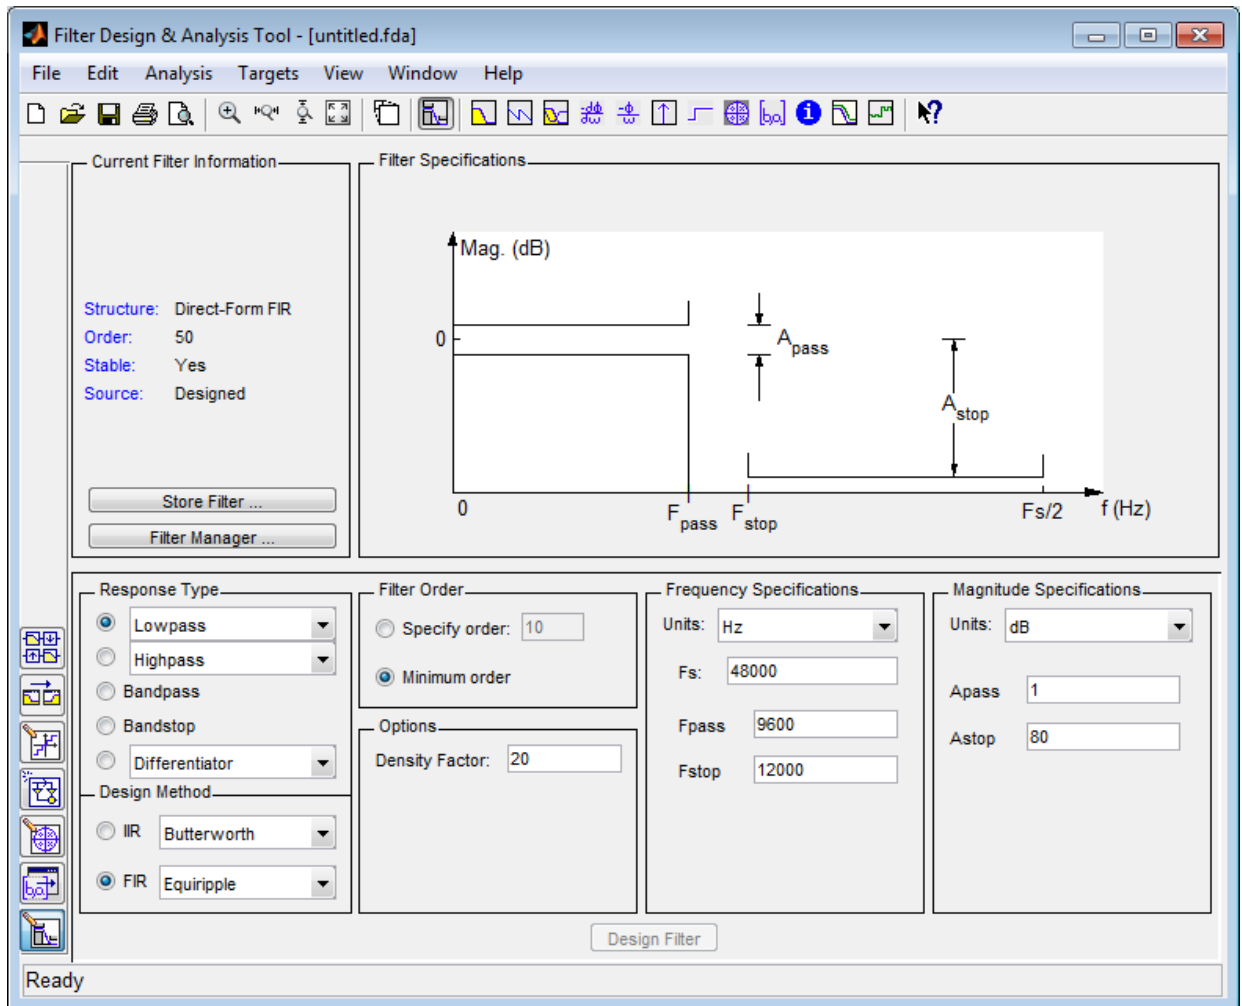 Filter Design & Analysis Tool - [untitled.fda]
File Edit Analysis Targets View Window Help
Current Filter Information
Structure: Direct-Form FIR
Order: 50
Stable: Yes
Source: Designed
Store Filter ...
Filter Manager ...
Filter Specifications
Mag. (dB)
0
Apass
Astop
0 Fpass Fstop Fs/2 f (Hz)
Response Type
Lowpass
Highpass
Bandpass
Bandstop
Differentiator
Design Method
IIR Butterworth
FIR Equiripple
Filter Order
Specify order: 10
Minimum order
Options
Density Factor: 20
Frequency Specifications
Units: Hz
Fs: 48000
Fpass 9600
Fstop 12000
Magnitude Specifications
Units: dB
Apass 1
Astop 80
Design Filter
Ready